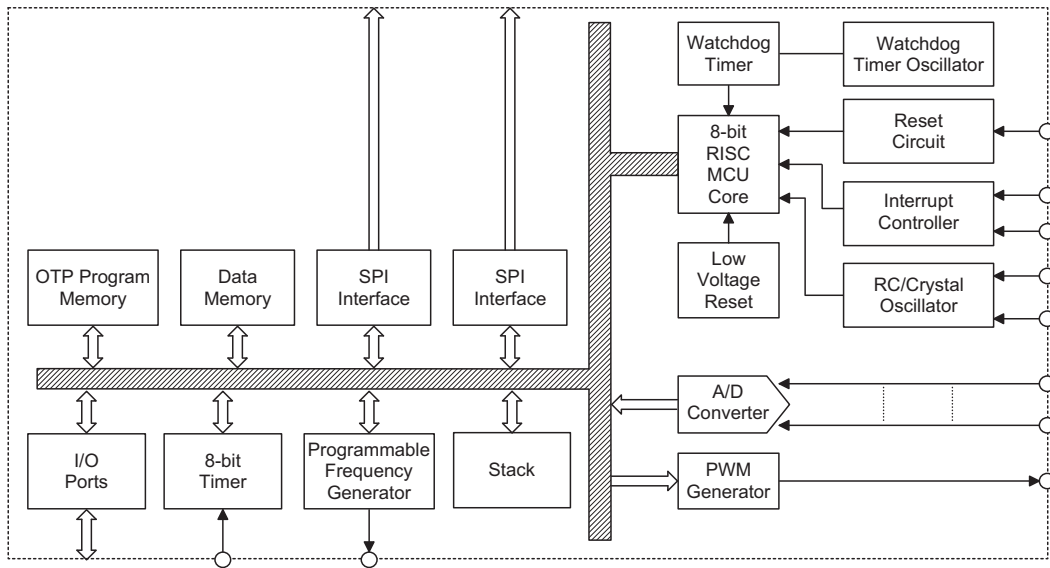 Watchdog
Timer
Watchdog
Timer Oscillator
8-bit
RISC
MCU
Core
Reset
Circuit
Interrupt
Controller
Low
Voltage
Reset
RC/Crystal
Oscillator
OTP Program
Memory
Data
Memory
SPI
Interface
SPI
Interface
A/D
Converter
I/O
Ports
8-bit
Timer
Programmable
Frequency
Generator
Stack
PWM
Generator